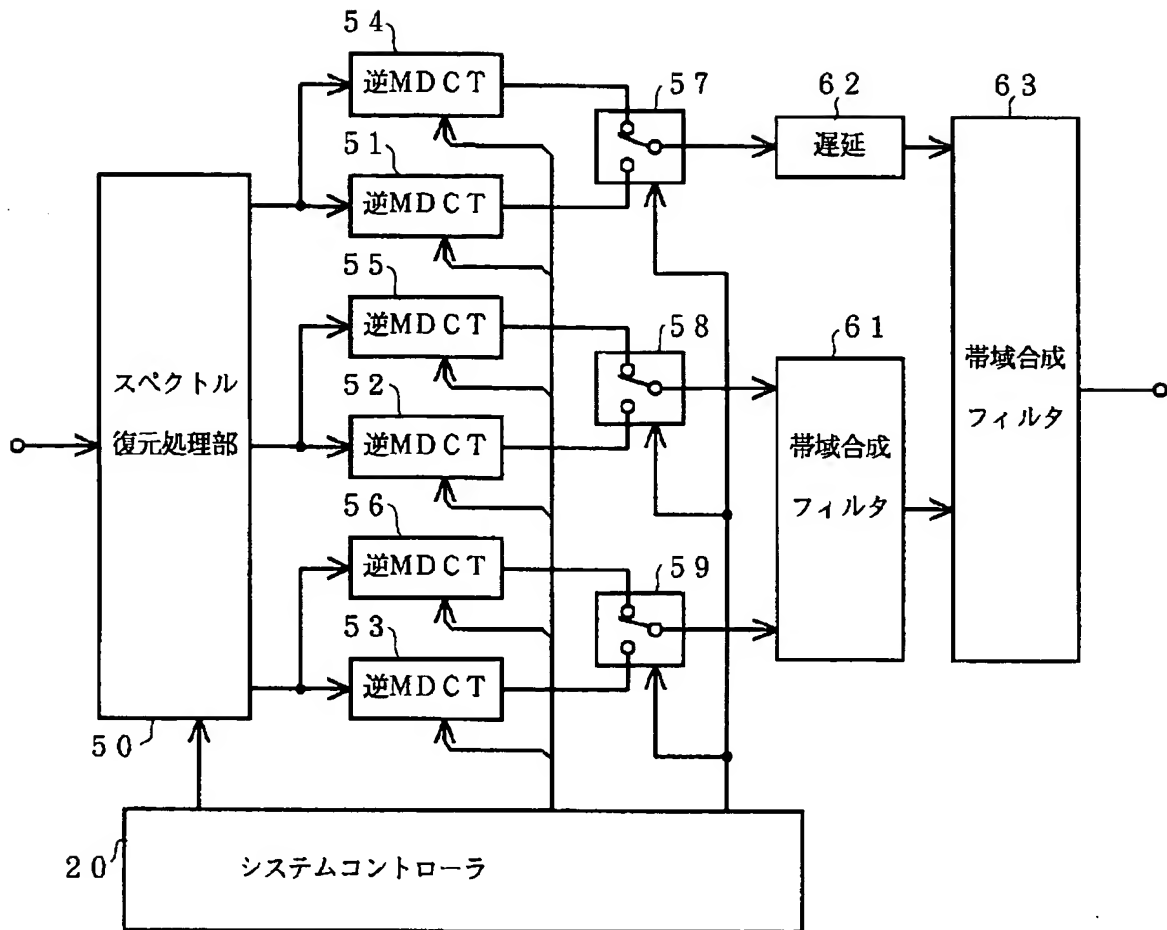 ５４
逆ＭＤＣＴ
５７
６２
６３
遅延
５１
逆ＭＤＣＴ
５５
逆ＭＤＣＴ
５８
６１
スペクトル
復元処理部
５２
逆ＭＤＣＴ
帯域合成
フィルタ
帯域合成
フィルタ
５６
逆ＭＤＣＴ
５９
５３
逆ＭＤＣＴ
５０
２０
システムコントローラ